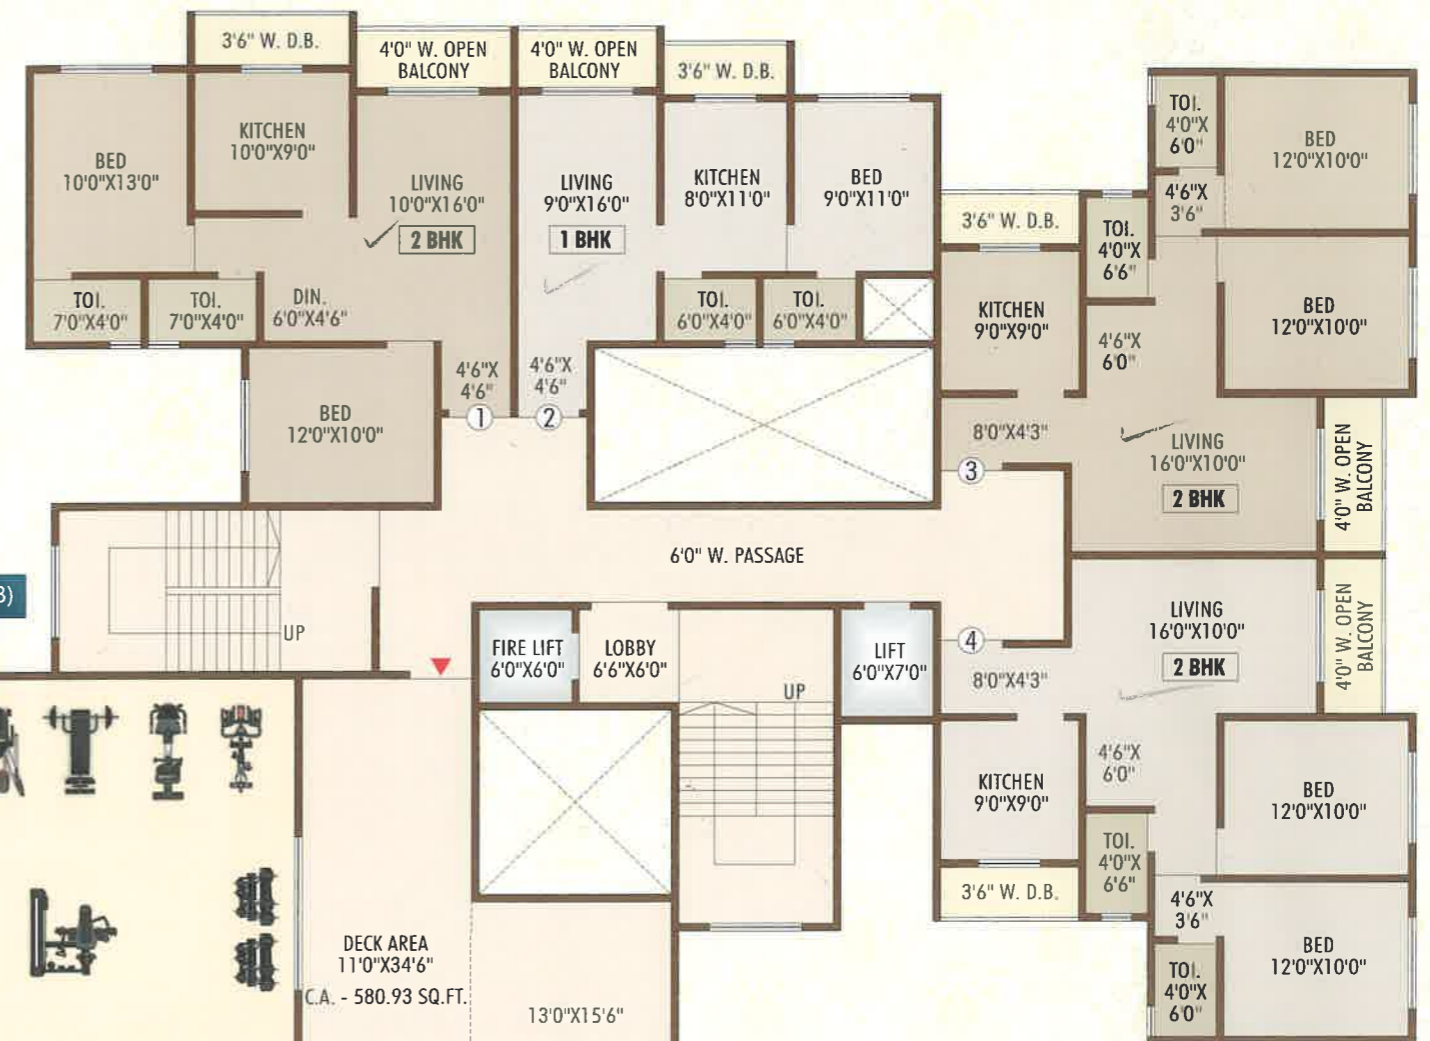 3'6" W. D.B.
4'0" W. OPEN
BALCONY
4'0" W. OPEN
BALCONY
3'6" W. D.B.
BED
10'0"X13'0"
KITCHEN
10'0"X9'0"
LIVING
10'0"X16'0"
2 BHK
LIVING
9'0"X16'0"
1 BHK
KITCHEN
8'0"X11'0"
BED
9'0"X11'0"
TOI.
7'0"X4'0"
TOI.
7'0"X4'0"
DIN.
6'0"X4'6"
TOI.
6'0"X4'0"
TOI.
6'0"X4'0"
BED
12'0"X10'0"
4'6"X
4'6"
1
4'6"X
4'6"
2
TOI.
4'0"X
6'0"
BED
12'0"X10'0"
4'6"X
3'6"
3'6" W. D.B.
TOI.
4'0"X
6'6"
KITCHEN
9'0"X9'0"
4'6"X
6'0"
BED
12'0"X10'0"
8'0"X4'3"
3
LIVING
16'0"X10'0"
2 BHK
4'0" W. OPEN
BALCONY
6'0" W. PASSAGE
3)
UP
FIRE LIFT
6'0"X6'0"
LOBBY
6'6"X6'0"
UP
LIFT
6'0"X7'0"
4
8'0"X4'3"
LIVING
16'0"X10'0"
2 BHK
4'0" W. OPEN
BALCONY
KITCHEN
9'0"X9'0"
4'6"X
6'0"
BED
12'0"X10'0"
TOI.
4'0"X
6'6"
3'6" W. D.B.
4'6"X
3'6"
BED
12'0"X10'0"
TOI.
4'0"X
6'0"
DECK AREA
11'0"X34'6"
C.A. - 580.93 SQ.FT.
13'0"X15'6"